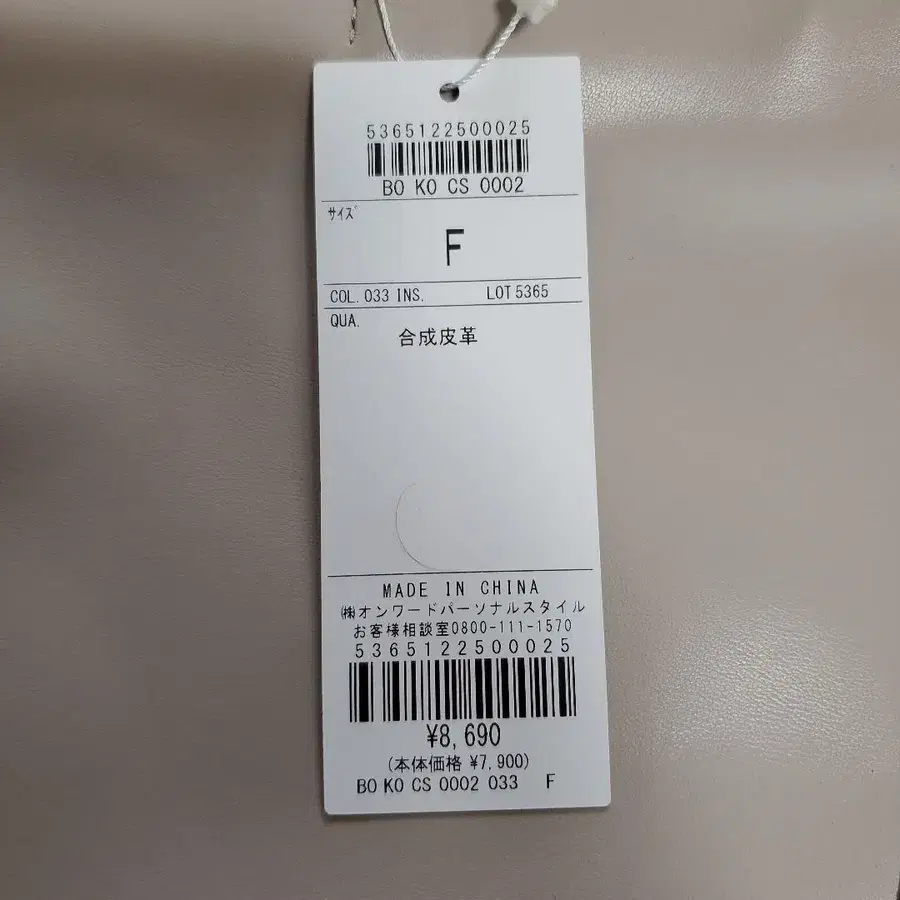 5365122500025
BO KO CS 0002
サイズ
F
COL. 033 INS. LOT 5365
QUA.
合成皮革
MADE IN CHINA
㈱オンワードパーソナルスタイル
お客様相談室0800-111-1570
5365122500025
¥8,690
(本体価格 ¥7,900)
BO KO CS 0002 033 F